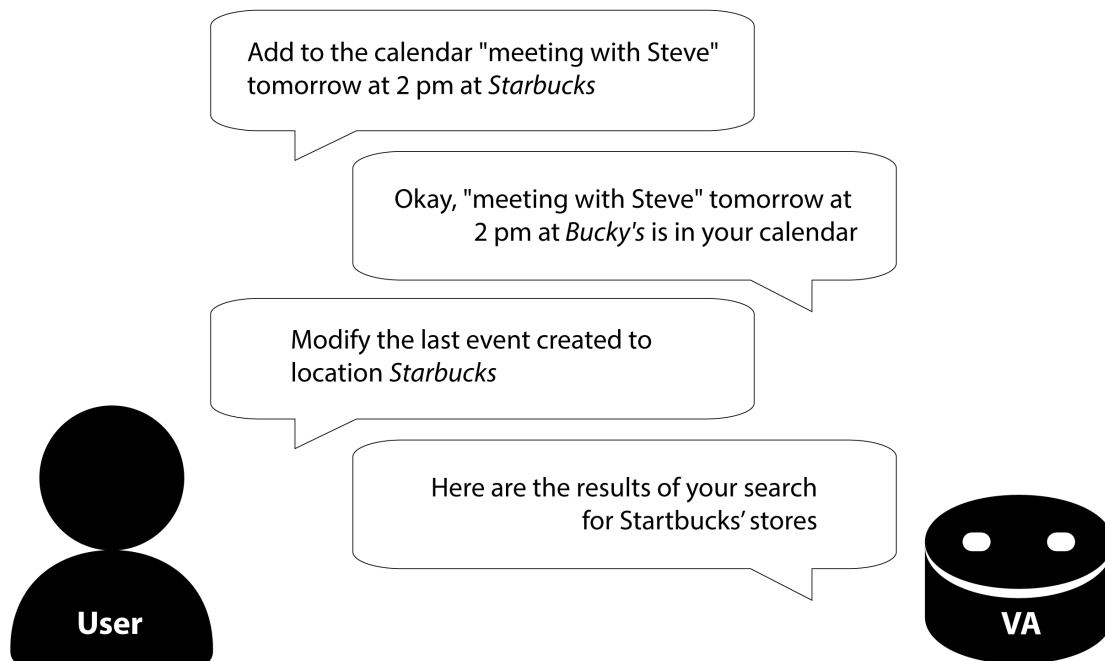 Add to the calendar "meeting with Steve"
tomorrow at 2 pm at Starbucks
Okay, "meeting with Steve" tomorrow at
2 pm at Bucky's is in your calendar
Modify the last event created to
location Starbucks
Here are the results of your search
for Startbucks’ stores
User
VA